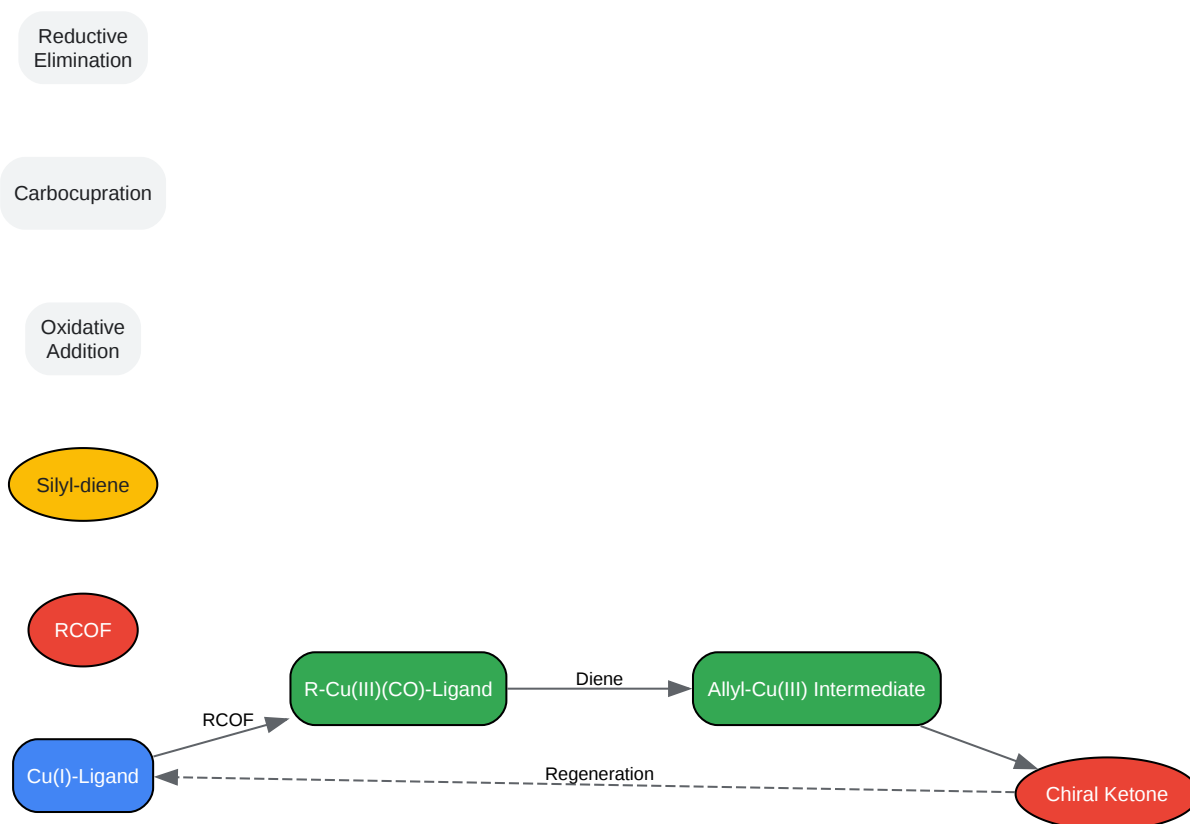 Reductive
Elimination
Carbocupration
Oxidative
Addition
Silyl-diene
RCOF
R-Cu(III)(CO)-Ligand
Diene
Allyl-Cu(III) Intermediate
RCOF
Cu(I)-Ligand
Regeneration
Chiral Ketone